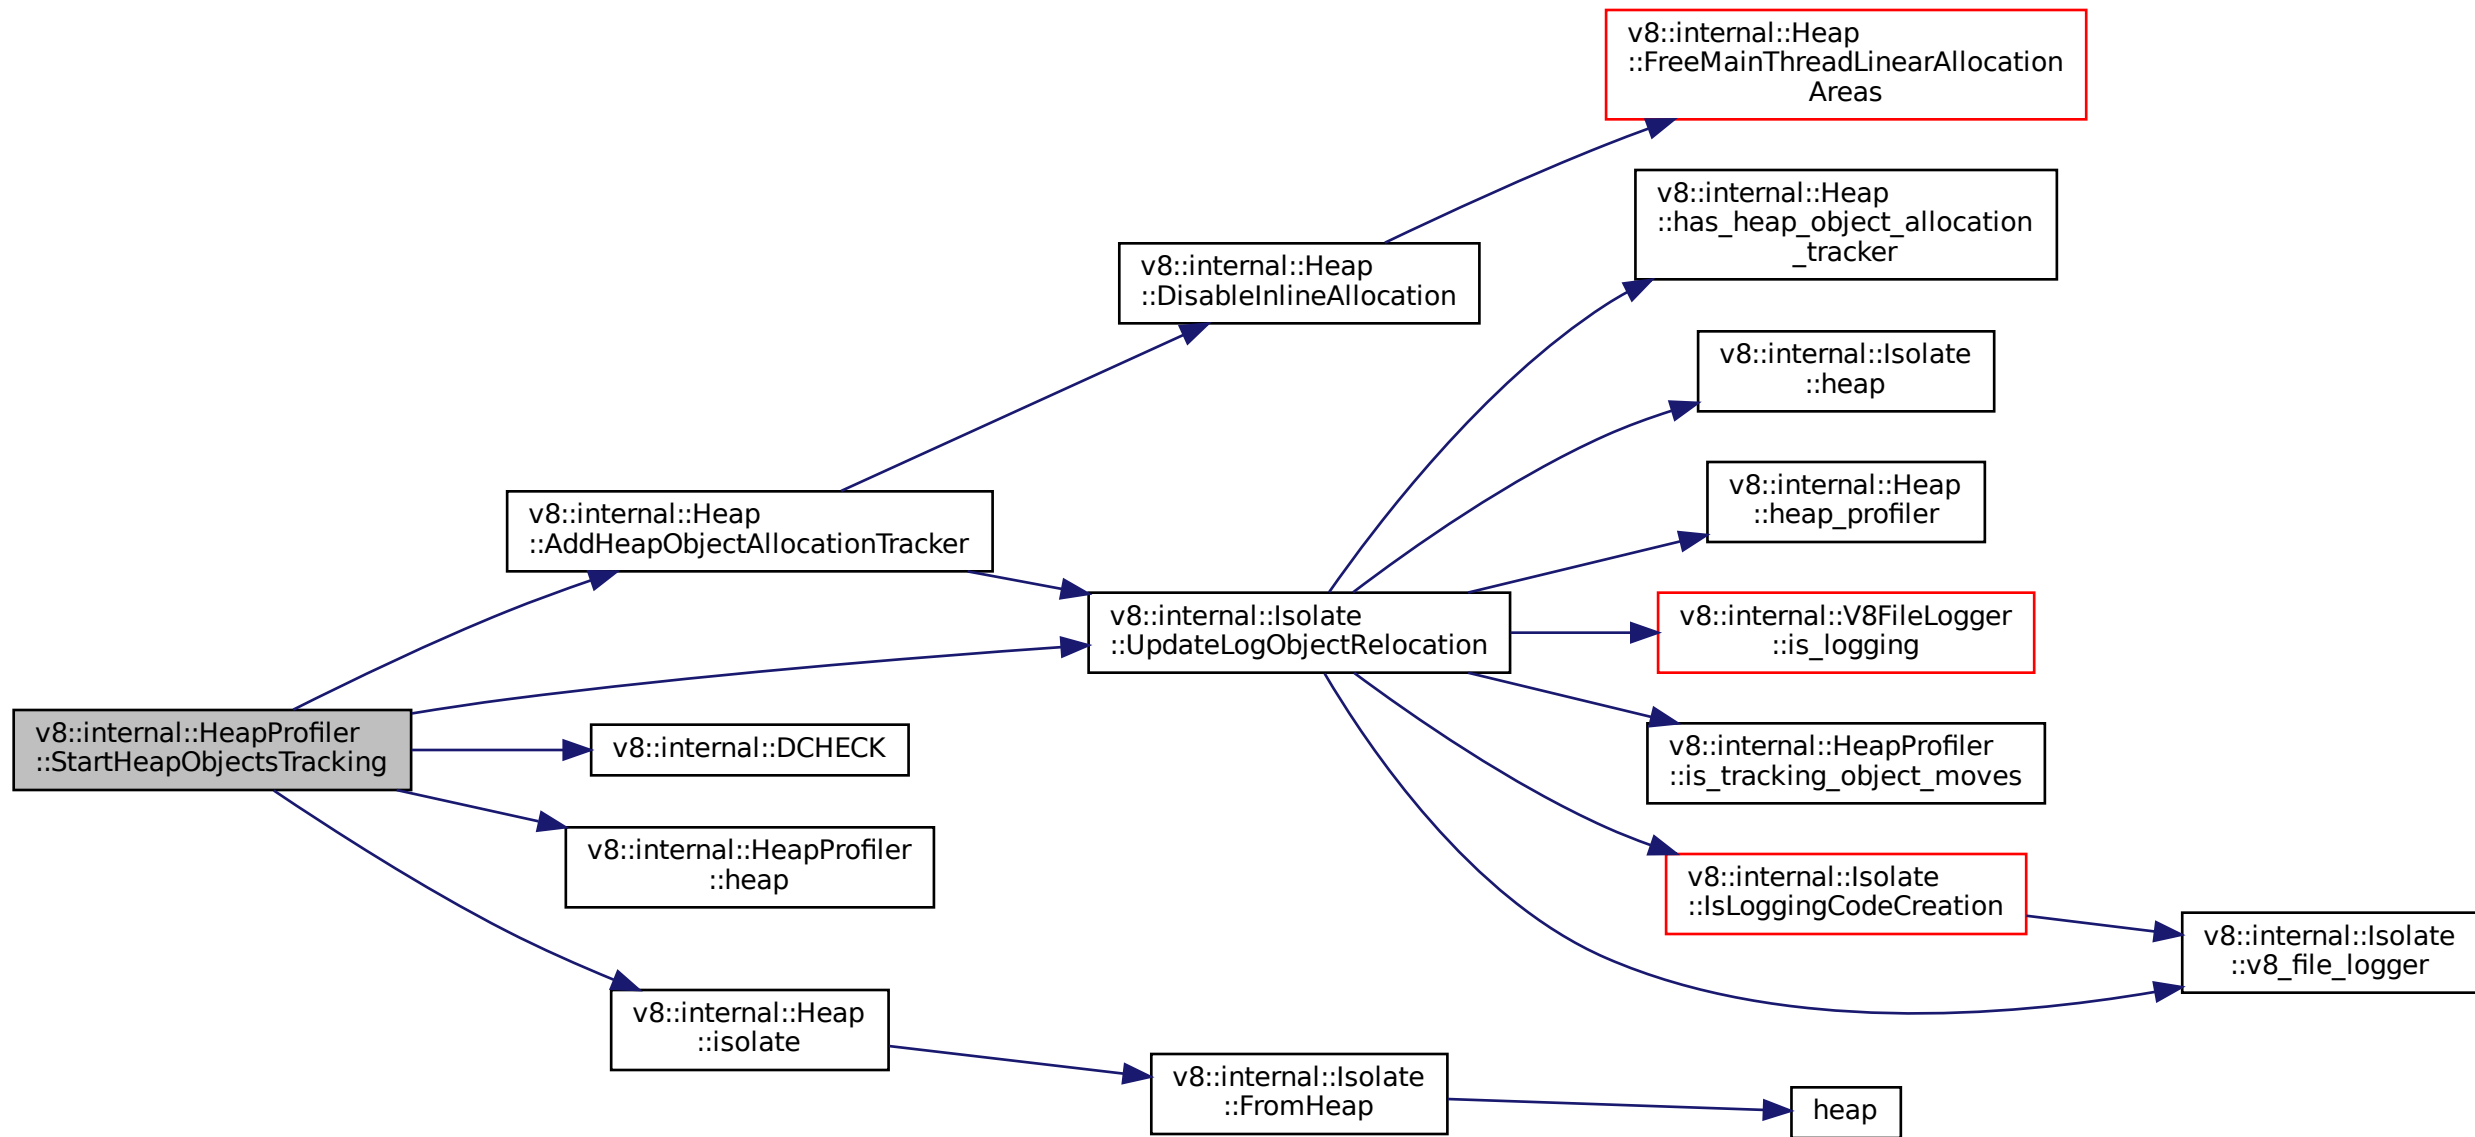 v8::internal::Heap
::FreeMainThreadLinearAllocation
Areas
v8::internal::Heap
::has_heap_object_allocation
_tracker
v8::internal::Heap
::DisableInlineAllocation
v8::internal::Isolate
::heap
v8::internal::Heap
::heap_profiler
v8::internal::Heap
::AddHeapObjectAllocationTracker
v8::internal::Isolate
::UpdateLogObjectRelocation
v8::internal::V8FileLogger
::is_logging
v8::internal::HeapProfiler
::StartHeapObjectsTracking
v8::internal::DCHECK
v8::internal::HeapProfiler
::is_tracking_object_moves
v8::internal::HeapProfiler
::heap
v8::internal::Isolate
::IsLoggingCodeCreation
v8::internal::Isolate
::v8_file_logger
v8::internal::Heap
::isolate
v8::internal::Isolate
::FromHeap
heap